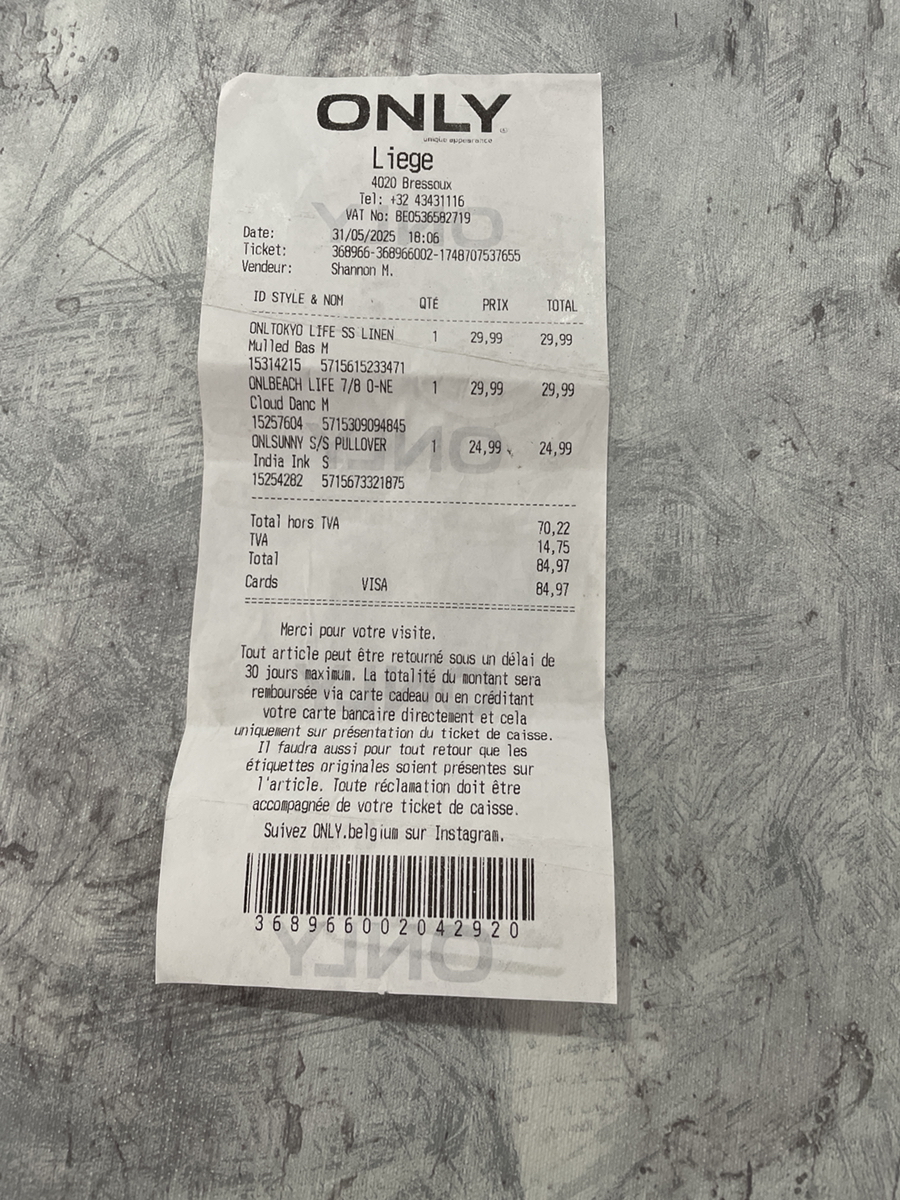 ONLY
unique appearance
Liege
4020 Bressoux
Tel: +32 43431116
VAT No: BE0536582719
Date: 31/05/2025 18:06
Ticket: 368966-368966002-1748707537655
Vendeur: Shannon M.
ID STYLE & NOM QTÉ PRIX TOTAL
ONLTOKYO LIFE SS LINEN 1 29,99 29,99
Mulled Bas M
15314215 5715615233471
ONLBEACH LIFE 7/8 O-NE 1 29,99 29,99
Cloud Danc M
15257604 5715309094845
ONLSUNNY S/S PULLOVER 1 24,99 24,99
India Ink S
15254282 5715673321875
Total hors TVA 70,22
TVA 14,75
Total 84,97
Cards VISA 84,97
Merci pour votre visite.
Tout article peut être retourné sous un délai de
30 jours maximum. La totalité du montant sera
remboursée via carte cadeau ou en créditant
votre carte bancaire directement et cela
uniquement sur présentation du ticket de caisse.
Il faudra aussi pour tout retour que les
étiquettes originales soient présentes sur
l'article. Toute réclamation doit être
accompagnée de votre ticket de caisse.
Suivez ONLY.belgium sur Instagram.
368966002042920